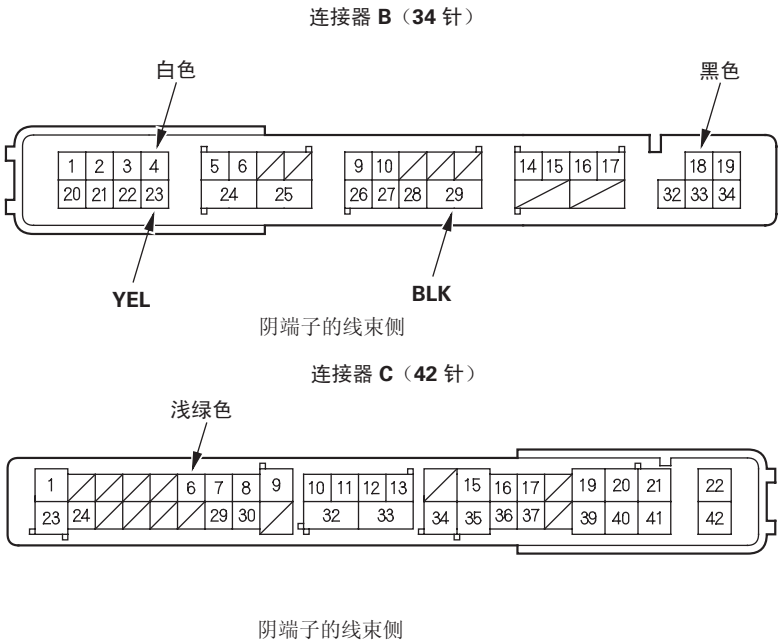 连接器 B（34 针）
白色
黑色
1 2 3 4 5 6 9 10 14 15 16 17 18 19
20 21 22 23 24 25 26 27 28 29 32 33 34
YEL
BLK
阴端子的线束侧
连接器 C（42 针）
浅绿色
1 6 7 8 9 10 11 12 13 15 16 17 19 20 21 22
23 24 29 30 32 33 34 35 36 37 39 40 41 42
阴端子的线束侧